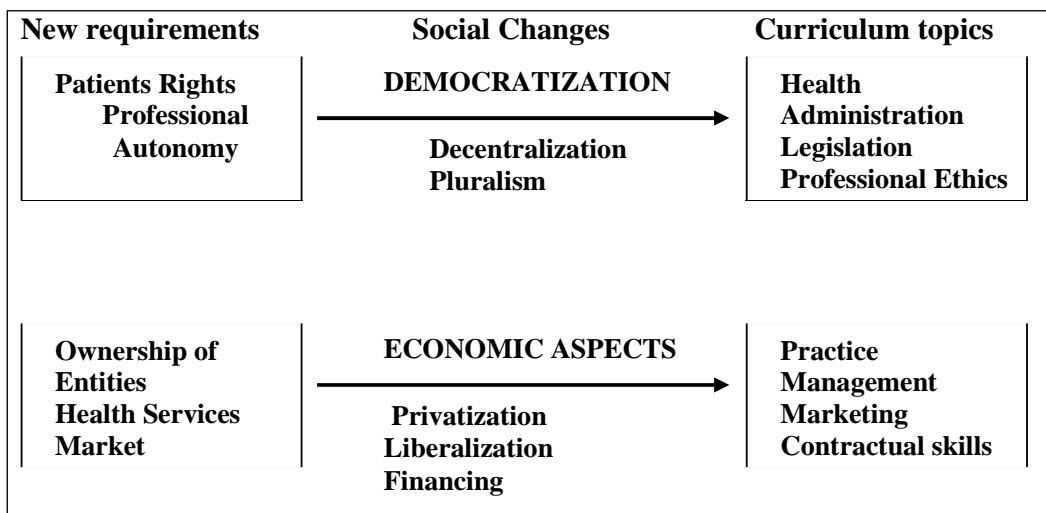 New requirements
Social Changes
Curriculum topics
Patients Rights
Professional
Autonomy
DEMOCRATIZATION
Decentralization
Pluralism
Health
Administration
Legislation
Professional Ethics
Ownership of
Entities
Health Services
Market
ECONOMIC ASPECTS
Privatization
Liberalization
Financing
Practice
Management
Marketing
Contractual skills